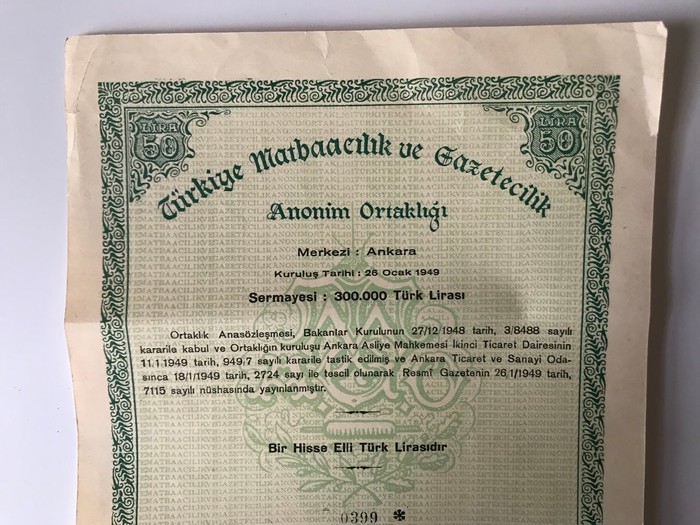 LIRA 50
LIRA 50
Türkiye Matbaacılık ve Gazetecilik
Anonim Ortaklığı
Merkezi : Ankara
Kuruluş Tarihi : 26 Ocak 1949
Sermayesi : 300.000 Türk Lirası
Ortaklık Anasözleşmesi, Bakanlar Kurulunun 27/12/1948 tarih, 3/8488 sayılı
kararile kabul ve Ortaklığın kuruluşu Ankara Asliye Mahkemesi İkinci Ticaret Dairesinin
11.1.1949 tarih, 949.7 sayılı kararile tastik edilmiş ve Ankara Ticaret ve Sanayi Oda-
sınca 18/1/1949 tarih, 2724 sayı ile tescil olunarak Resmî Gazetenin 26/1/1949 tarih,
7115 sayılı nüshasında yayınlanmıştır.
Bir Hisse Elli Türk Lirasıdır
0399 *